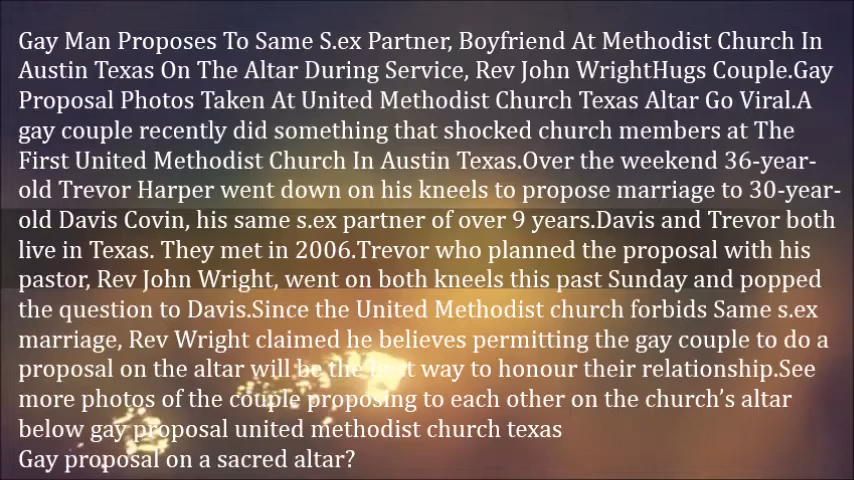 Gay Man Proposes To Same S.ex Partner, Boyfriend At Methodist Church In
Austin Texas On The Altar During Service, Rev John WrightHugs Couple.Gay
Proposal Photos Taken At United Methodist Church Texas Altar Go Viral.A
gay couple recently did something that shocked church members at The
First United Methodist Church In Austin Texas.Over the weekend 36-year-
old Trevor Harper went down on his kneels to propose marriage to 30-year-
old Davis Covin, his same s.ex partner of over 9 years.Davis and Trevor both
live in Texas. They met in 2006.Trevor who planned the proposal with his
pastor, Rev John Wright, went on both kneels this past Sunday and popped
the question to Davis.Since the United Methodist church forbids Same s.ex
marriage, Rev Wright claimed he believes permitting the gay couple to do a
proposal on the altar will be the best way to honour their relationship.See
more photos of the couple proposing to each other on the church's altar
below gay proposal united methodist church texas
Gay proposal on a sacred altar?